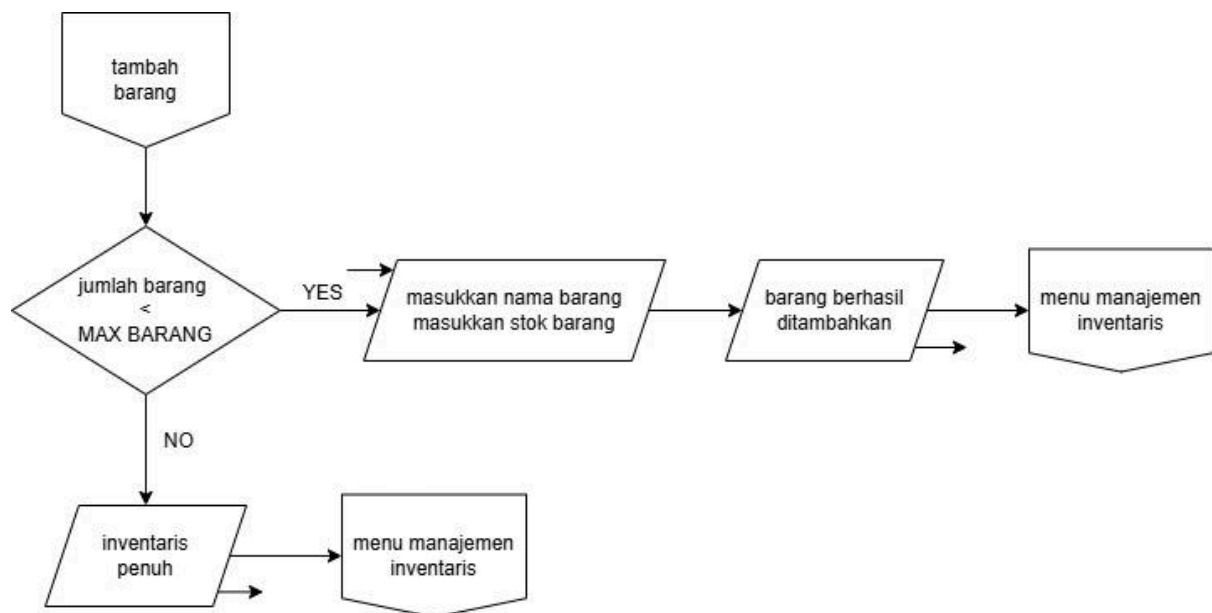 tambah
barang
jumlah barang
<
MAX BARANG
YES
masukkan nama barang
masukkan stok barang
barang berhasil
ditambahkan
menu manajemen
inventaris
NO
inventaris
penuh
menu manajemen
inventaris